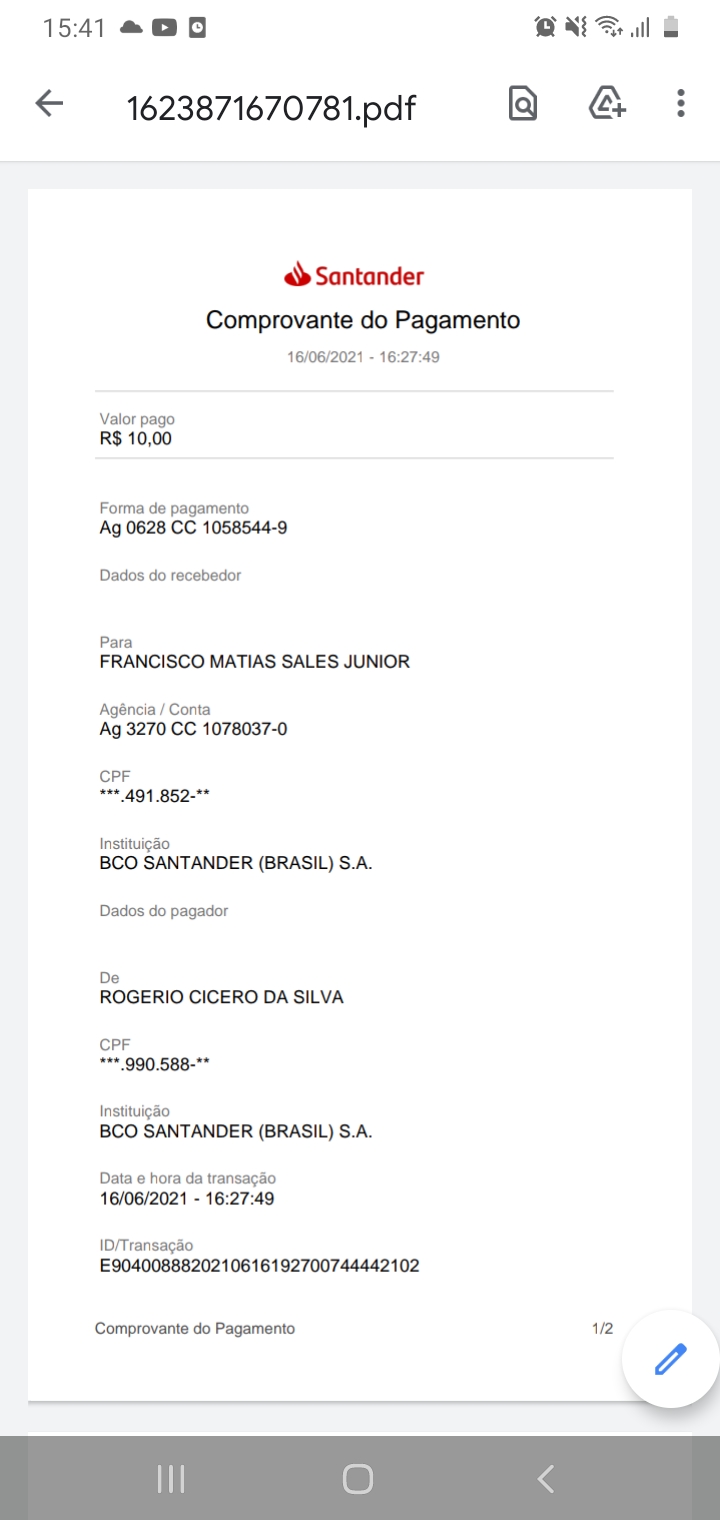 15:41
1623871670781.pdf
Santander
Comprovante do Pagamento
16/06/2021 - 16:27:49
Valor pago
R$ 10,00
Forma de pagamento
Ag 0628 CC 1058544-9
Dados do recebedor
Para
FRANCISCO MATIAS SALES JUNIOR
Agência / Conta
Ag 3270 CC 1078037-0
CPF
***.491.852-**
Instituição
BCO SANTANDER (BRASIL) S.A.
Dados do pagador
De
ROGERIO CICERO DA SILVA
CPF
***.990.588-**
Instituição
BCO SANTANDER (BRASIL) S.A.
Data e hora da transação
16/06/2021 - 16:27:49
ID/Transação
E9040088820210616192700744442102
Comprovante do Pagamento 1/2